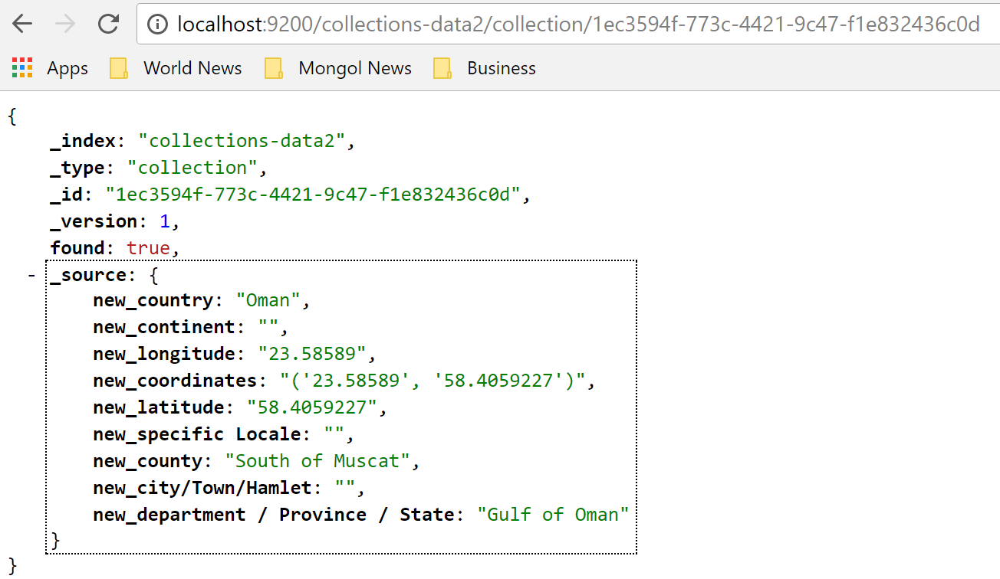 localhost:9200/collections-data2/collection/1ec3594f-773c-4421-9c47-f1e832436c0d
Apps World News Mongol News Business
{
_index: "collections-data2",
_type: "collection",
_id: "1ec3594f-773c-4421-9c47-f1e832436c0d",
_version: 1,
found: true,
- _source: {
new_country: "Oman",
new_continent: "",
new_longitude: "23.58589",
new_coordinates: "('23.58589', '58.4059227')",
new_latitude: "58.4059227",
new_specific Locale: "",
new_county: "South of Muscat",
new_city/Town/Hamlet: "",
new_department / Province / State: "Gulf of Oman"
}
}